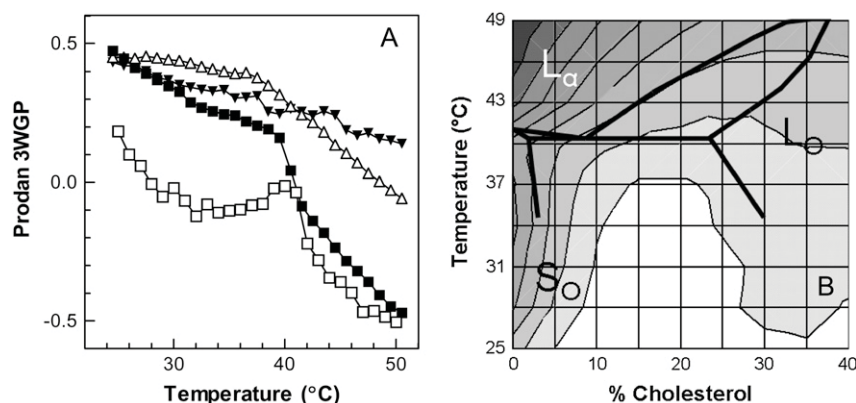 A
0.5
0.0
-0.5
Prodan 3WGP
30 40 50
Temperature (°C)
49
43
37
31
25
Temperature (°C)
Lα
LO
SO
B
0 10 20 30 40
% Cholesterol